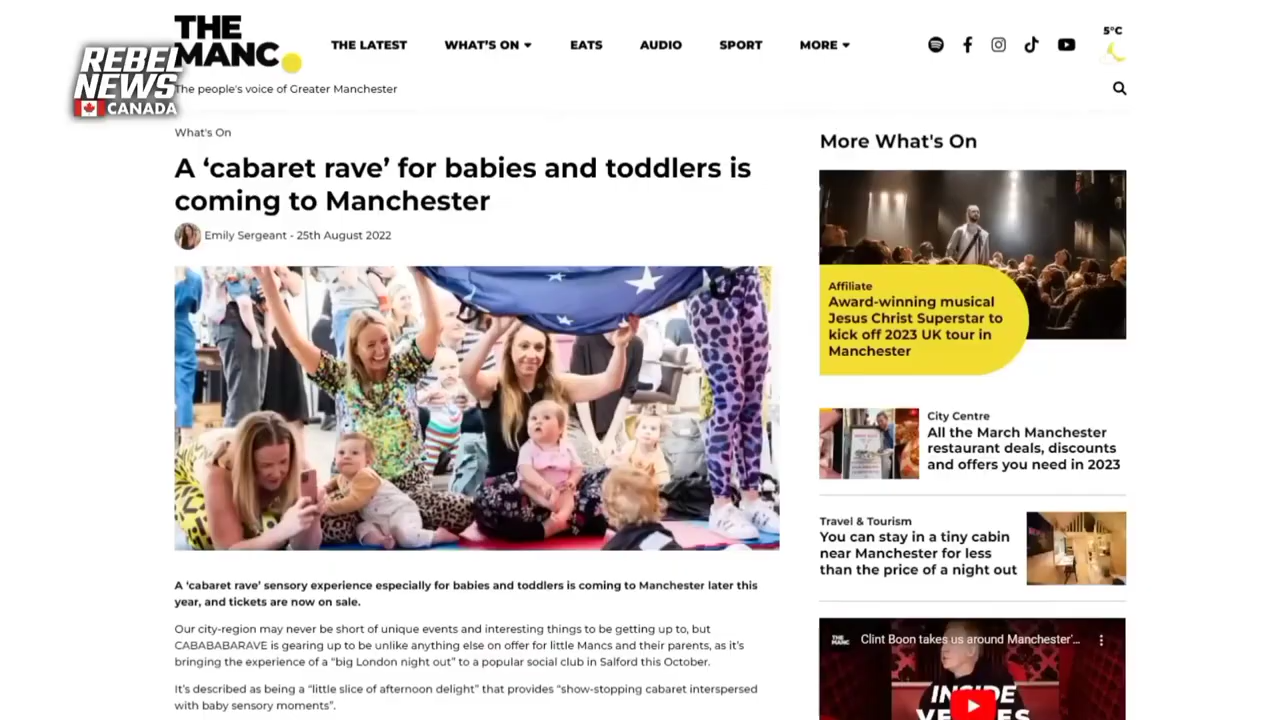 THE
MANC
THE LATEST
WHAT'S ON
EATS
AUDIO
SPORT
MORE
5°C
REBEL
NEWS
CANADA
The people's voice of Greater Manchester
What's On
A ‘cabaret rave’ for babies and toddlers is
coming to Manchester
Emily Sergeant - 25th August 2022
A ‘cabaret rave’ sensory experience especially for babies and toddlers is coming to Manchester later this
year, and tickets are now on sale.
Our city-region may never be short of unique events and interesting things to be getting up to, but
CABABABARAVE is gearing up to be unlike anything else on offer for little Mancs and their parents, as it's
bringing the experience of a “big London night out” to a popular social club in Salford this October.
It's described as being a “little slice of afternoon delight” that provides “show-stopping cabaret interspersed
with baby sensory moments”.
More What's On
Affiliate
Award-winning musical
Jesus Christ Superstar to
kick off 2023 UK tour in
Manchester
City Centre
All the March Manchester
restaurant deals, discounts
and offers you need in 2023
Travel & Tourism
You can stay in a tiny cabin
near Manchester for less
than the price of a night out
THE
MANC
Clint Boon takes us around Manchester'...
INSIDE